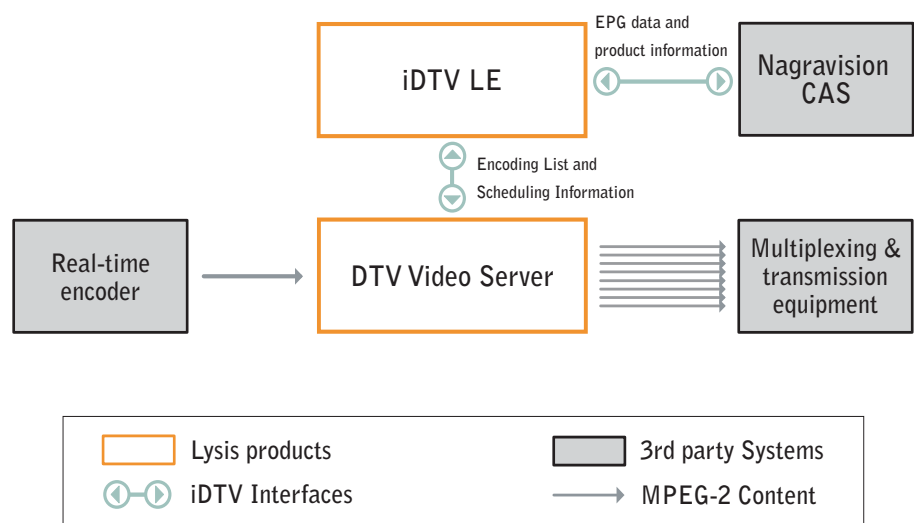 EPG data and
product information
iDTV LE
Nagravision
CAS
Encoding List and
Scheduling Information
Real-time
encoder
DTV Video Server
Multiplexing &
transmission
equipment
Lysis products
3rd party Systems
iDTV Interfaces
MPEG-2 Content